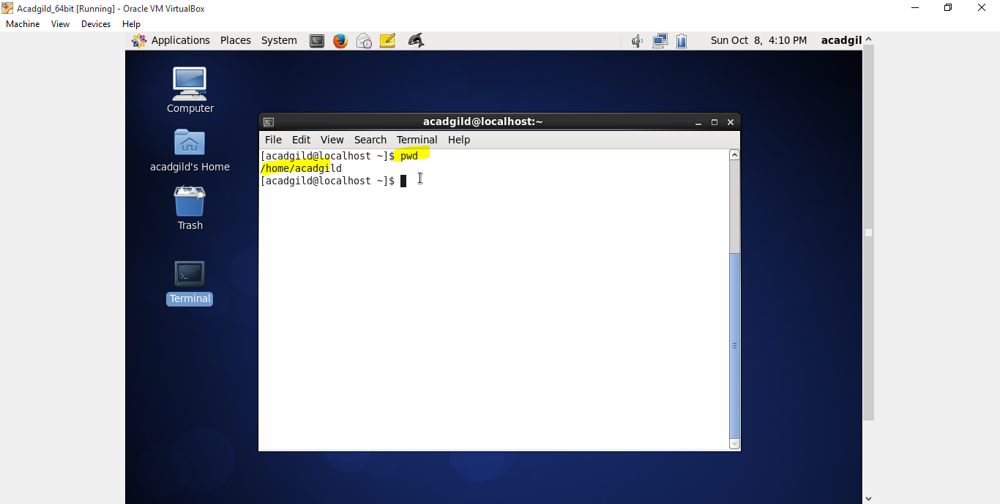 Acadgild_64bit [Running] - Oracle VM VirtualBox
Machine View Devices Help
Applications Places System Sun Oct 8, 4:10 PM acadgil
Computer
acadgild's Home
Trash
Terminal
acadgild@localhost:~
File Edit View Search Terminal Help
[acadgild@localhost ~]$ pwd
/home/acadgild
[acadgild@localhost ~]$